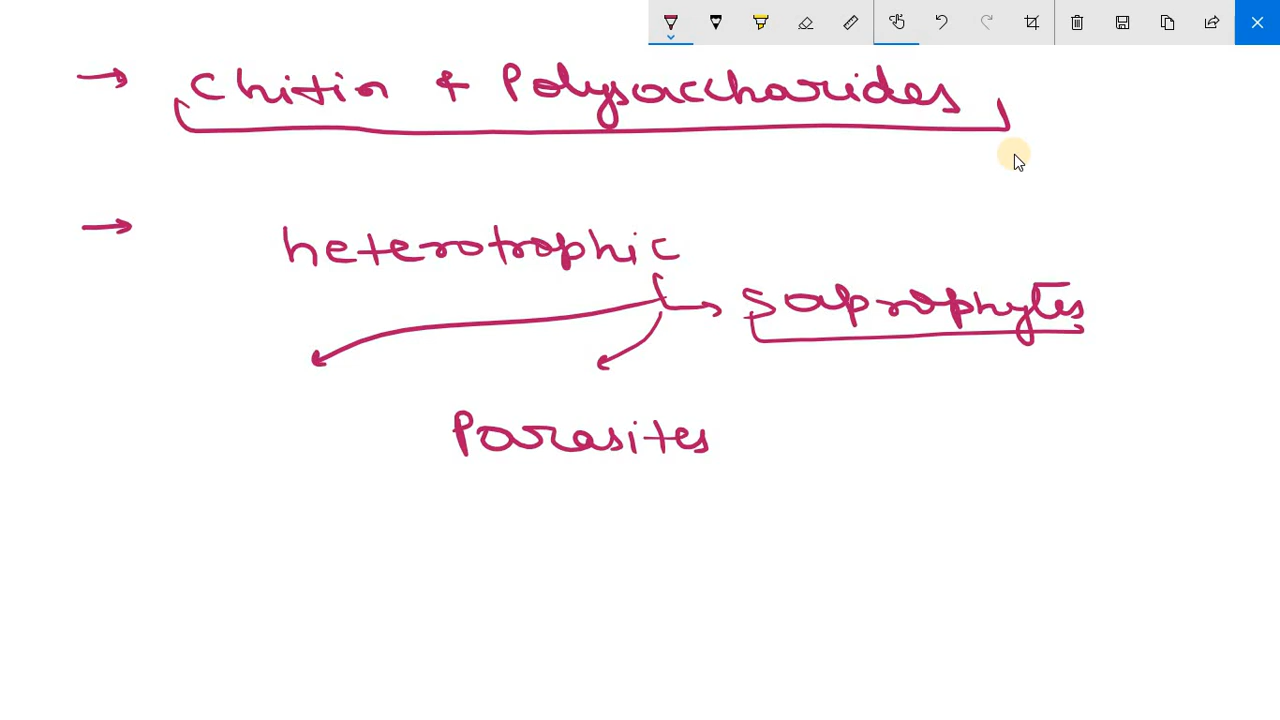 → Chitin & Polysaccharides
→ heterotrophic
→ Saprophytes
Parasites